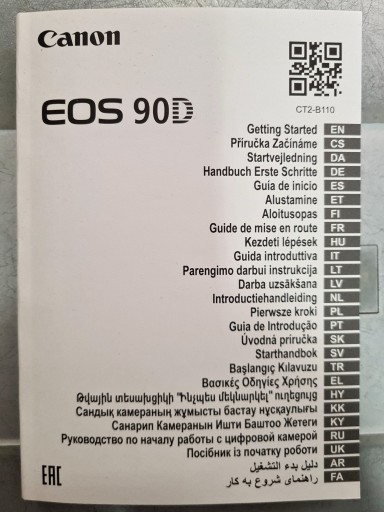 Canon
CT2-B110
EOS 90D
Getting Started EN
Příručka Začínáme CS
Startvejledning DA
Handbuch Erste Schritte DE
Guía de inicio ES
Alustamine ET
Aloitusopas FI
Guide de mise en route FR
Kezdeti lépések HU
Guida introduttiva IT
Parengimo darbui instrukcija LT
Darba uzsākšana LV
Introductiehandleiding NL
Pierwsze kroki PL
Guia de Introdução PT
Úvodná príručka SK
Starthandbok SV
Başlangıç Kılavuzu TR
Βασικές Οδηγίες Χρήσης EL
Թվային տեսախցիկի "Ինչպես մեկնարկել" ուղեցույց HY
Сандық камераның жұмысты бастау нұсқаулығы KK
Санарип Камеранын Ишти Баштоо Жетеги KY
Руководство по началу работы с цифровой камерой RU
Посібник із початку роботи UK
دليل بدء التشغيل AR
راهنمای شروع به کار FA
EAC